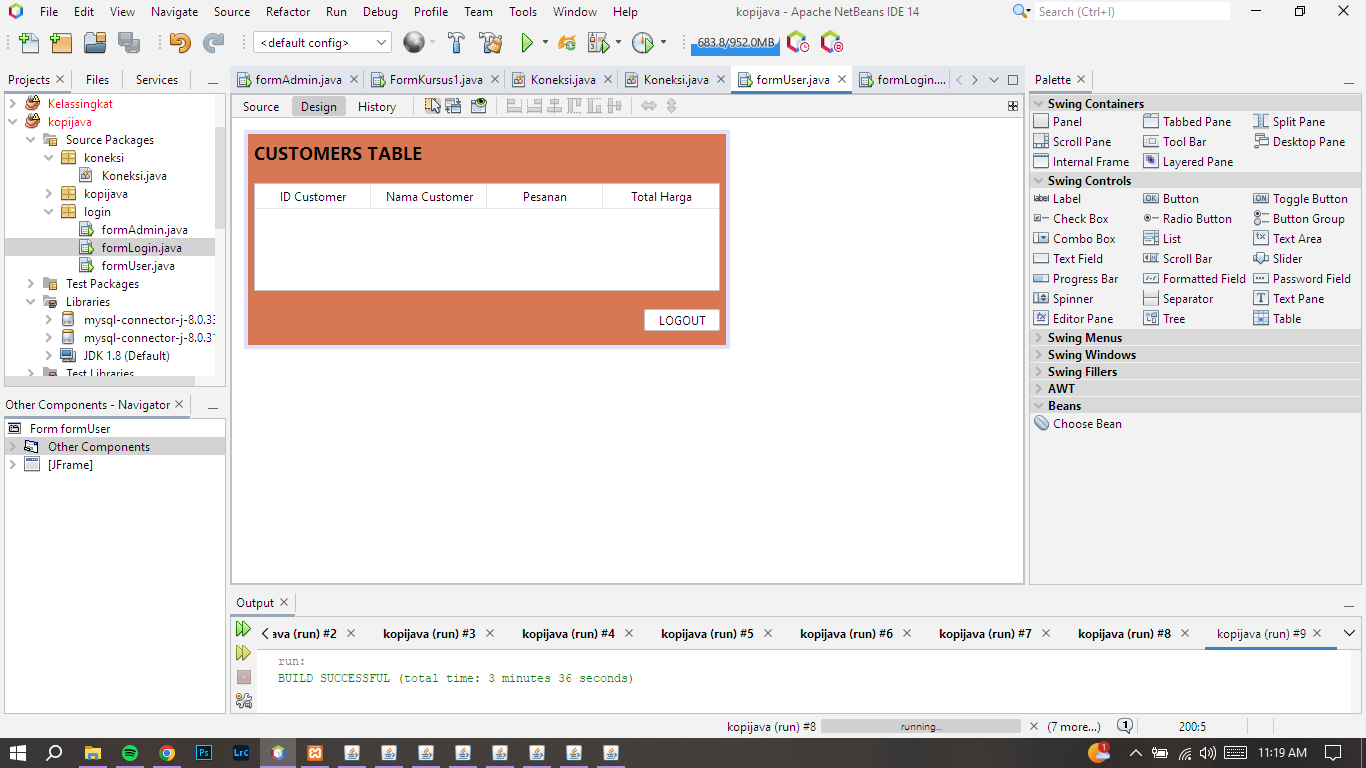 File Edit View Navigate Source Refactor Run Debug Profile Team Tools Window Help
kopijava - Apache NetBeans IDE 14
Search (Ctrl+I)
<default config>
683.8/952.0MB
Projects Files Services
formAdmin.java FormKursus1.java Koneksi.java Koneksi.java formUser.java formLogin....
Palette
Source Design History
Kelassingkat
kopijava
Source Packages
koneksi
Koneksi.java
kopijava
login
formAdmin.java
formLogin.java
formUser.java
Test Packages
Libraries
mysql-connector-j-8.0.33
mysql-connector-j-8.0.31
JDK 1.8 (Default)
Test Libraries
Other Components - Navigator
Form formUser
Other Components
[JFrame]
CUSTOMERS TABLE
ID Customer Nama Customer Pesanan Total Harga
LOGOUT
Swing Containers
Panel Tabbed Pane Split Pane
Scroll Pane Tool Bar Desktop Pane
Internal Frame Layered Pane
Swing Controls
Label Button Toggle Button
Check Box Radio Button Button Group
Combo Box List Text Area
Text Field Scroll Bar Slider
Progress Bar Formatted Field Password Field
Spinner Separator Text Pane
Editor Pane Tree Table
Swing Menus
Swing Windows
Swing Fillers
AWT
Beans
Choose Bean
Output
ava (run) #2 kopijava (run) #3 kopijava (run) #4 kopijava (run) #5 kopijava (run) #6 kopijava (run) #7 kopijava (run) #8 kopijava (run) #9
run:
BUILD SUCCESSFUL (total time: 3 minutes 36 seconds)
kopijava (run) #8 running... (7 more...) 1 200:5
Ps LrC 1 11:19 AM